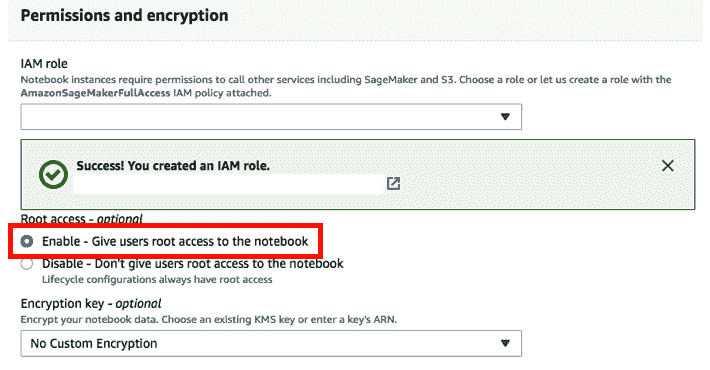 Permissions and encryption
IAM role
Notebook instances require permissions to call other services including SageMaker and S3. Choose a role or let us create a role with the
AmazonSageMakerFullAccess IAM policy attached.
Success! You created an IAM role.
Root access - optional
Enable - Give users root access to the notebook
Disable - Don't give users root access to the notebook
Lifecycle configurations always have root access
Encryption key - optional
Encrypt your notebook data. Choose an existing KMS key or enter a key's ARN.
No Custom Encryption